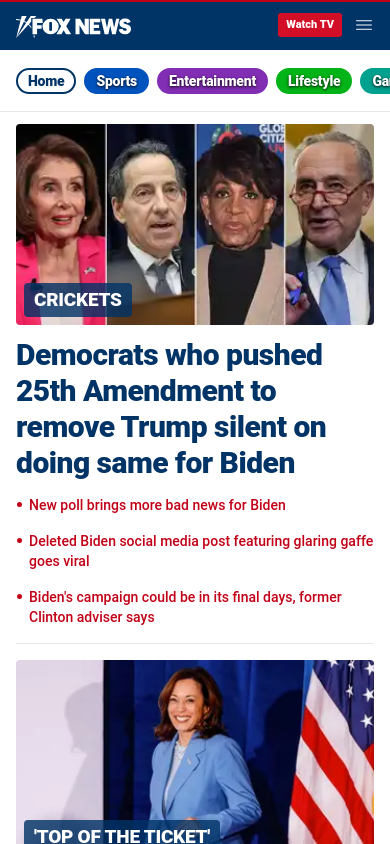 FOX NEWS
Watch TV
Home
Sports
Entertainment
Lifestyle
Ga
GLOB
CITIZ
LIV
CRICKETS
Democrats who pushed
25th Amendment to
remove Trump silent on
doing same for Biden
New poll brings more bad news for Biden
Deleted Biden social media post featuring glaring gaffe
goes viral
Biden's campaign could be in its final days, former
Clinton adviser says
'TOP OF THE TICKET'